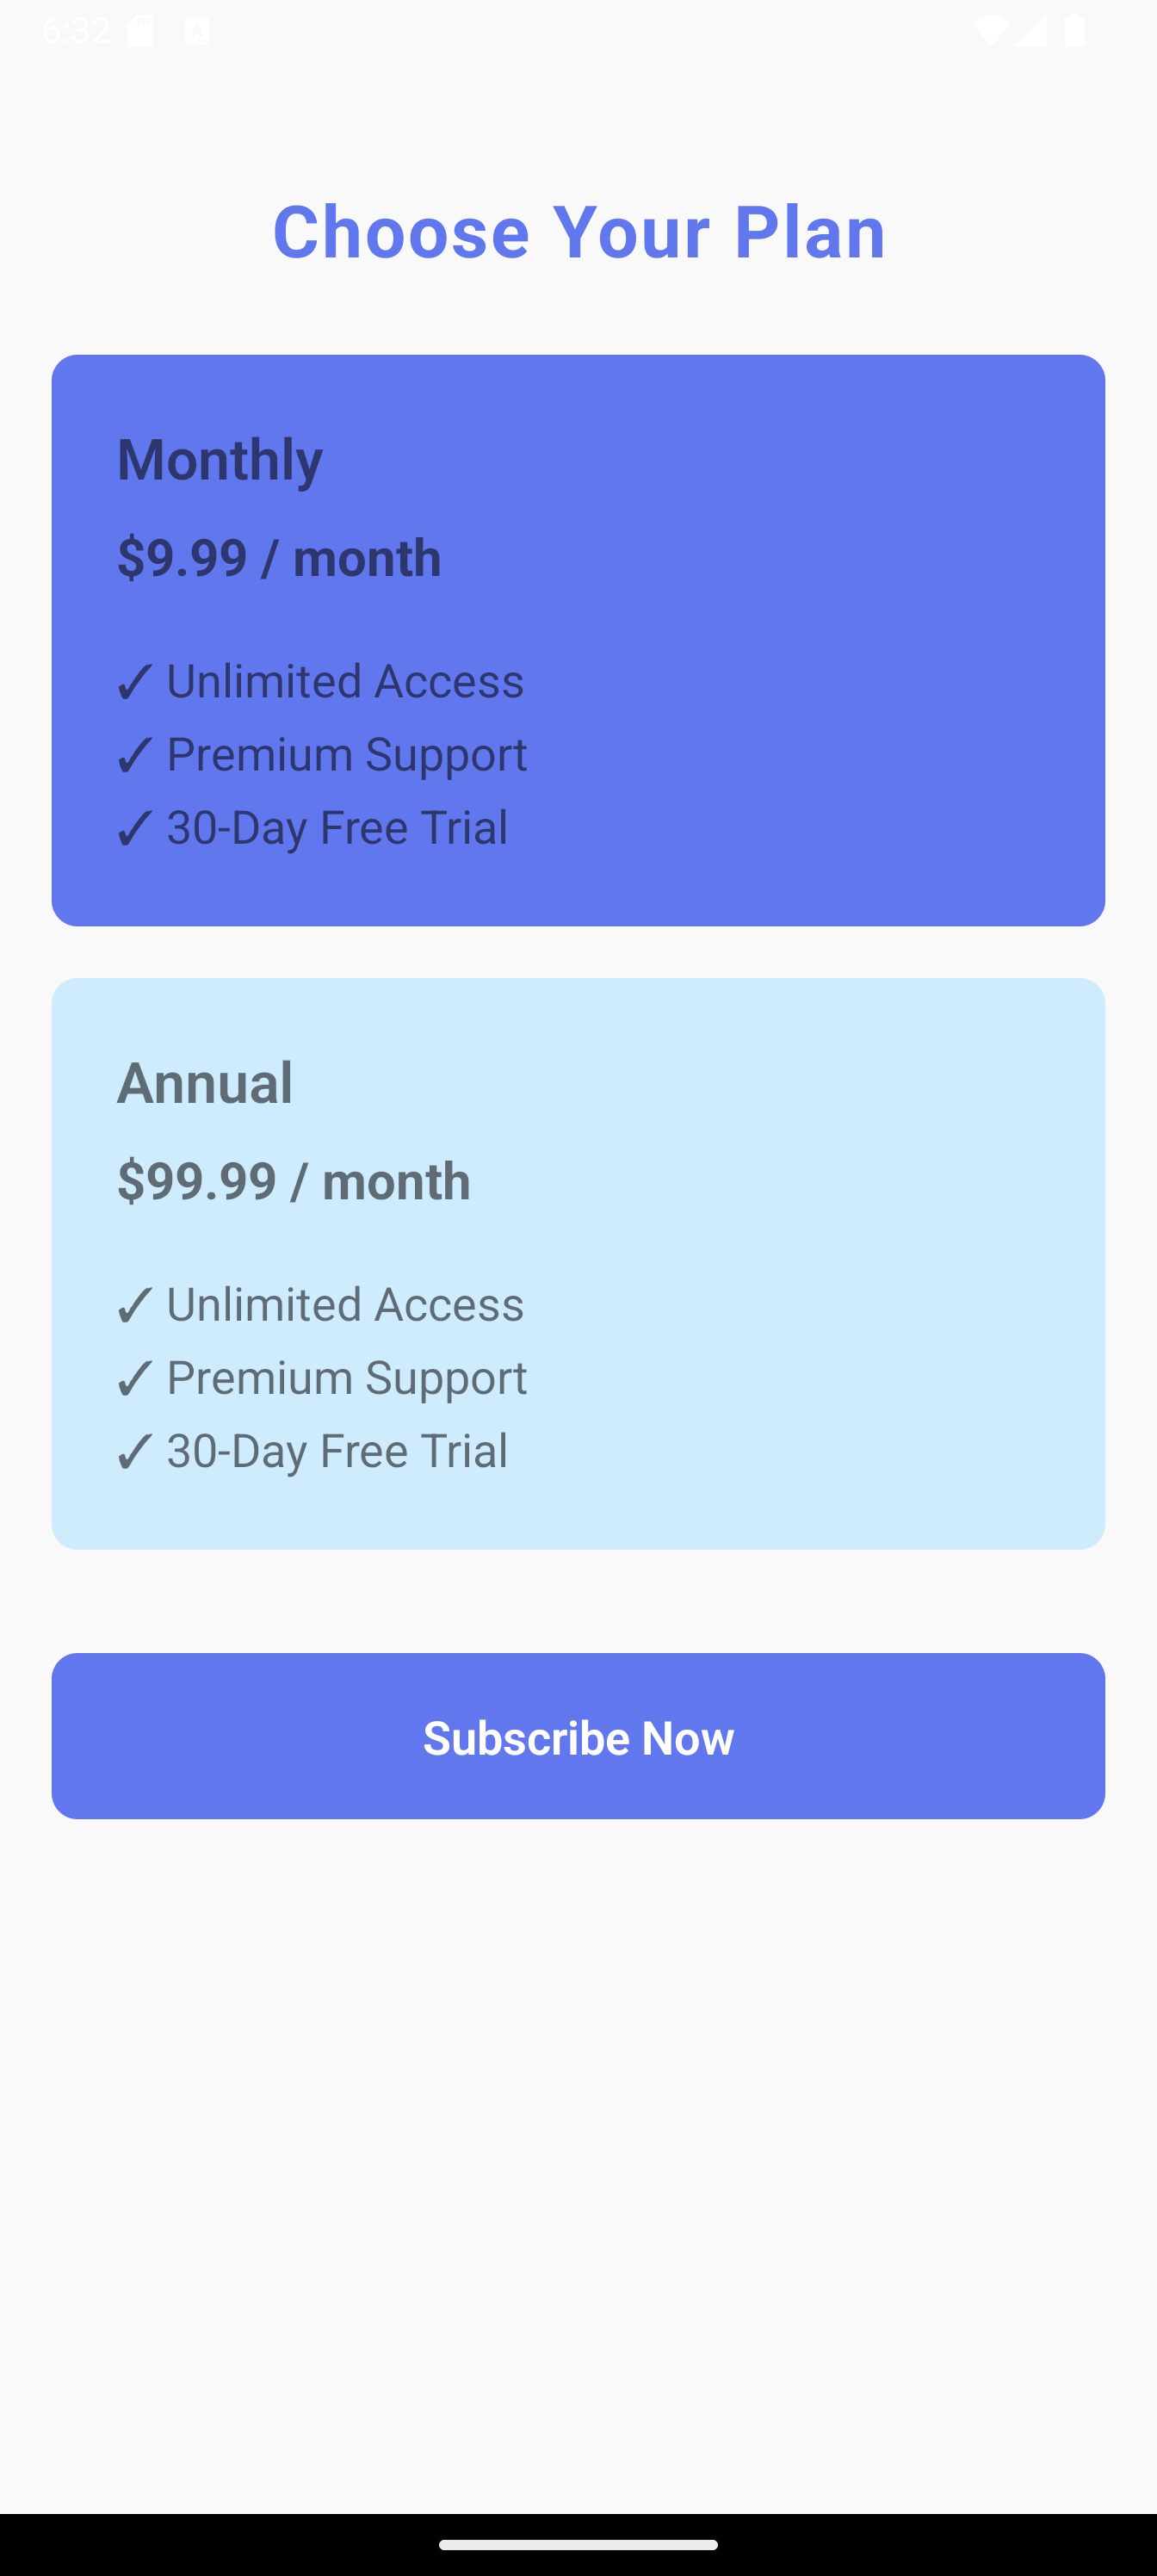 6:32
Choose Your Plan
Monthly
$9.99 / month
✓ Unlimited Access
✓ Premium Support
✓ 30-Day Free Trial
Annual
$99.99 / month
✓ Unlimited Access
✓ Premium Support
✓ 30-Day Free Trial
Subscribe Now